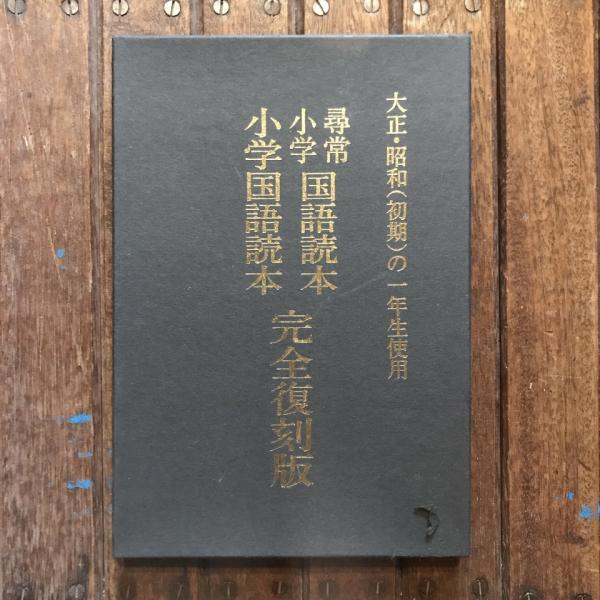 大正・昭和(初期)の一年生使用
尋常小学国語読本
小学国語読本
完全復刻版